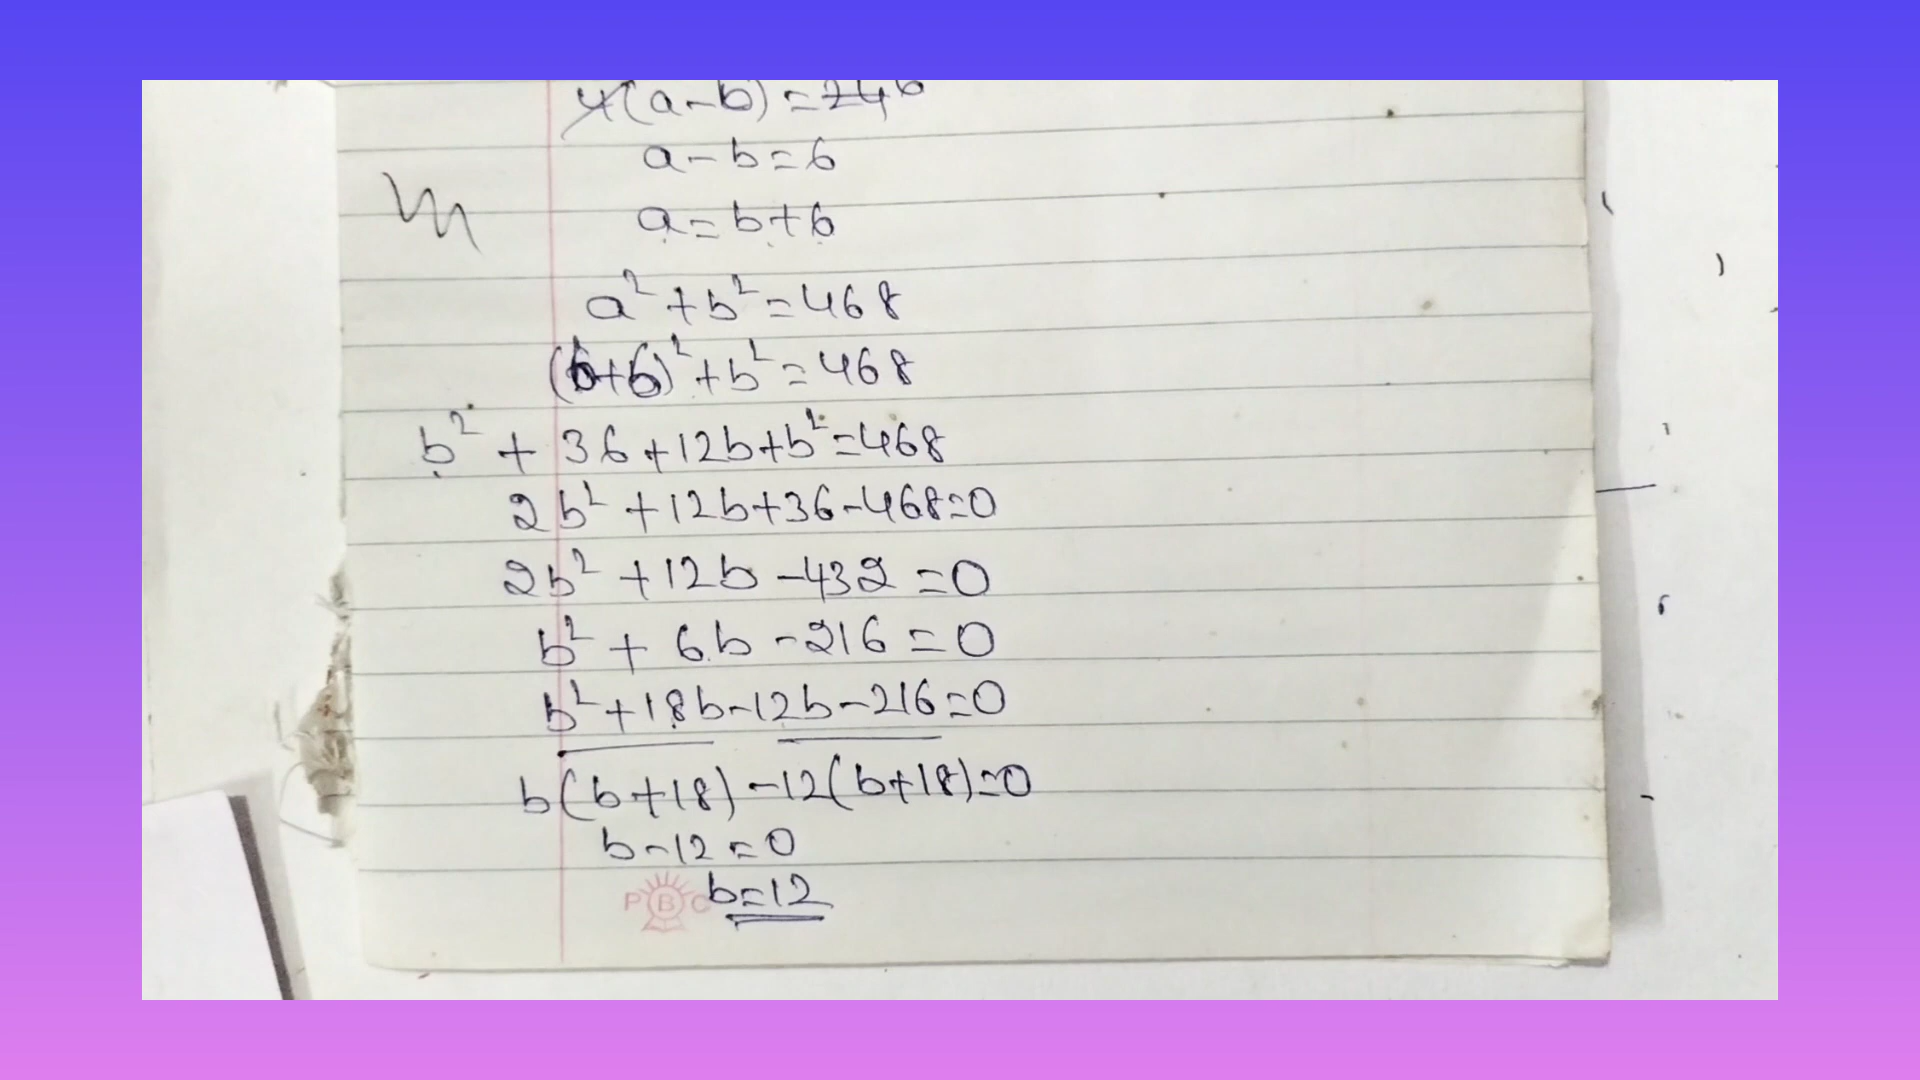 4(a-b)=24 6
a-b=6
a=b+6
a²+b²=468
(b+6)²+b²=468
b²+36+12b+b²=468
2b²+12b+36-468=0
2b²+12b-432=0
b²+6b-216=0
b²+18b-12b-216=0
b(b+18)-12(b+18)=0
b-12=0
b=12
PBC